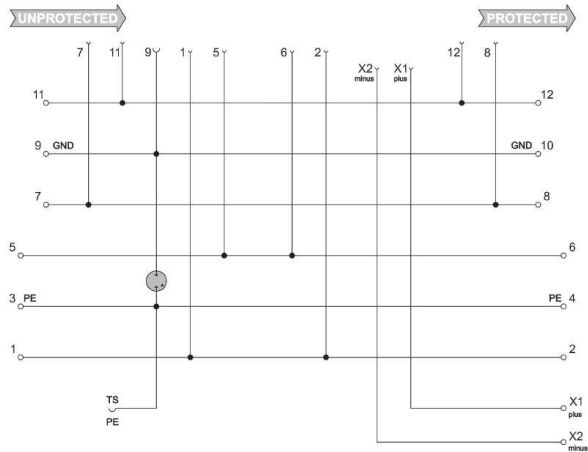 UNPROTECTED PROTECTED
7 11 9 1 5 6 2 X2 minus X1 plus 12 8
11 12
9 GND GND 10
7 8
5 6
3 PE PE 4
1 2
TS
PE
X1
plus
X2
minus